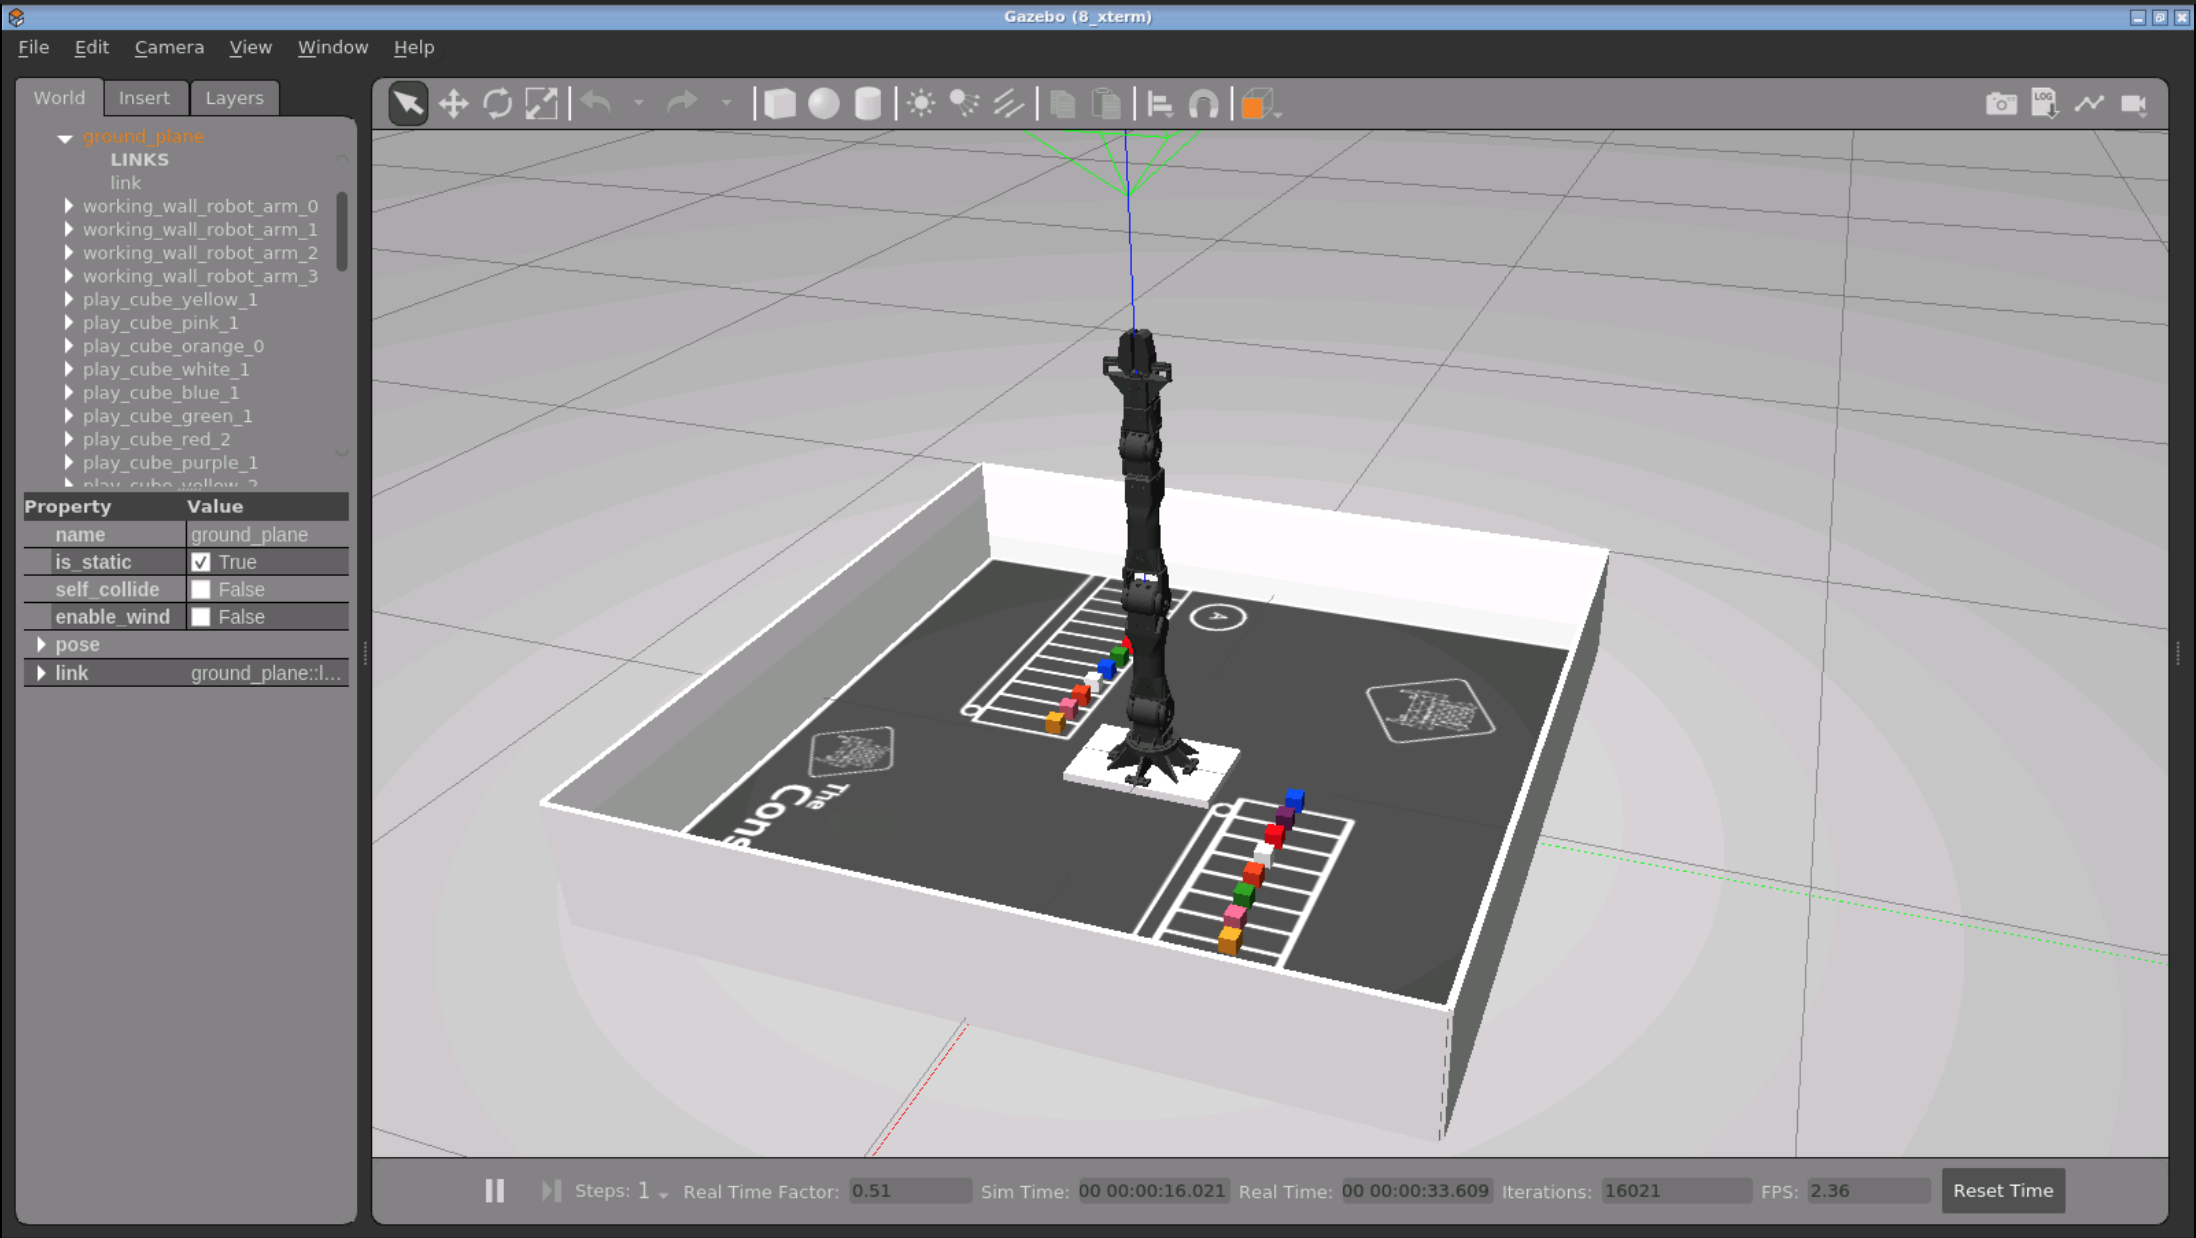 Gazebo (8_xterm)
File Edit Camera View Window Help
World Insert Layers
LOG
ground_plane
LINKS
link
working_wall_robot_arm_0
working_wall_robot_arm_1
working_wall_robot_arm_2
working_wall_robot_arm_3
play_cube_yellow_1
play_cube_pink_1
play_cube_orange_0
play_cube_white_1
play_cube_blue_1
play_cube_green_1
play_cube_red_2
play_cube_purple_1
play_cube_yellow_2
Property Value
name ground_plane
is_static True
self_collide False
enable_wind False
pose
link ground_plane::l...
A
The
Cons
Steps: 1 Real Time Factor: 0.51 Sim Time: 00 00:00:16.021 Real Time: 00 00:00:33.609 Iterations: 16021 FPS: 2.36 Reset Time